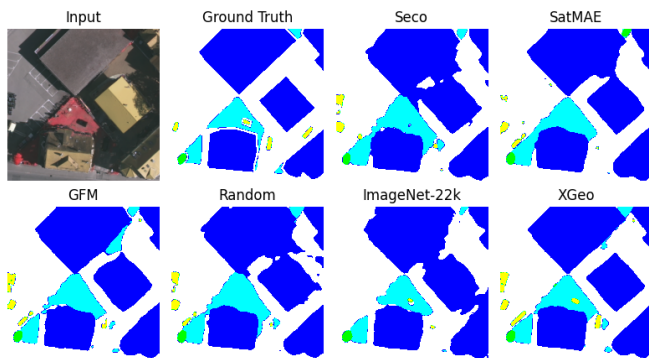 Input
Ground Truth
Seco
SatMAE
GFM
Random
ImageNet-22k
XGeo